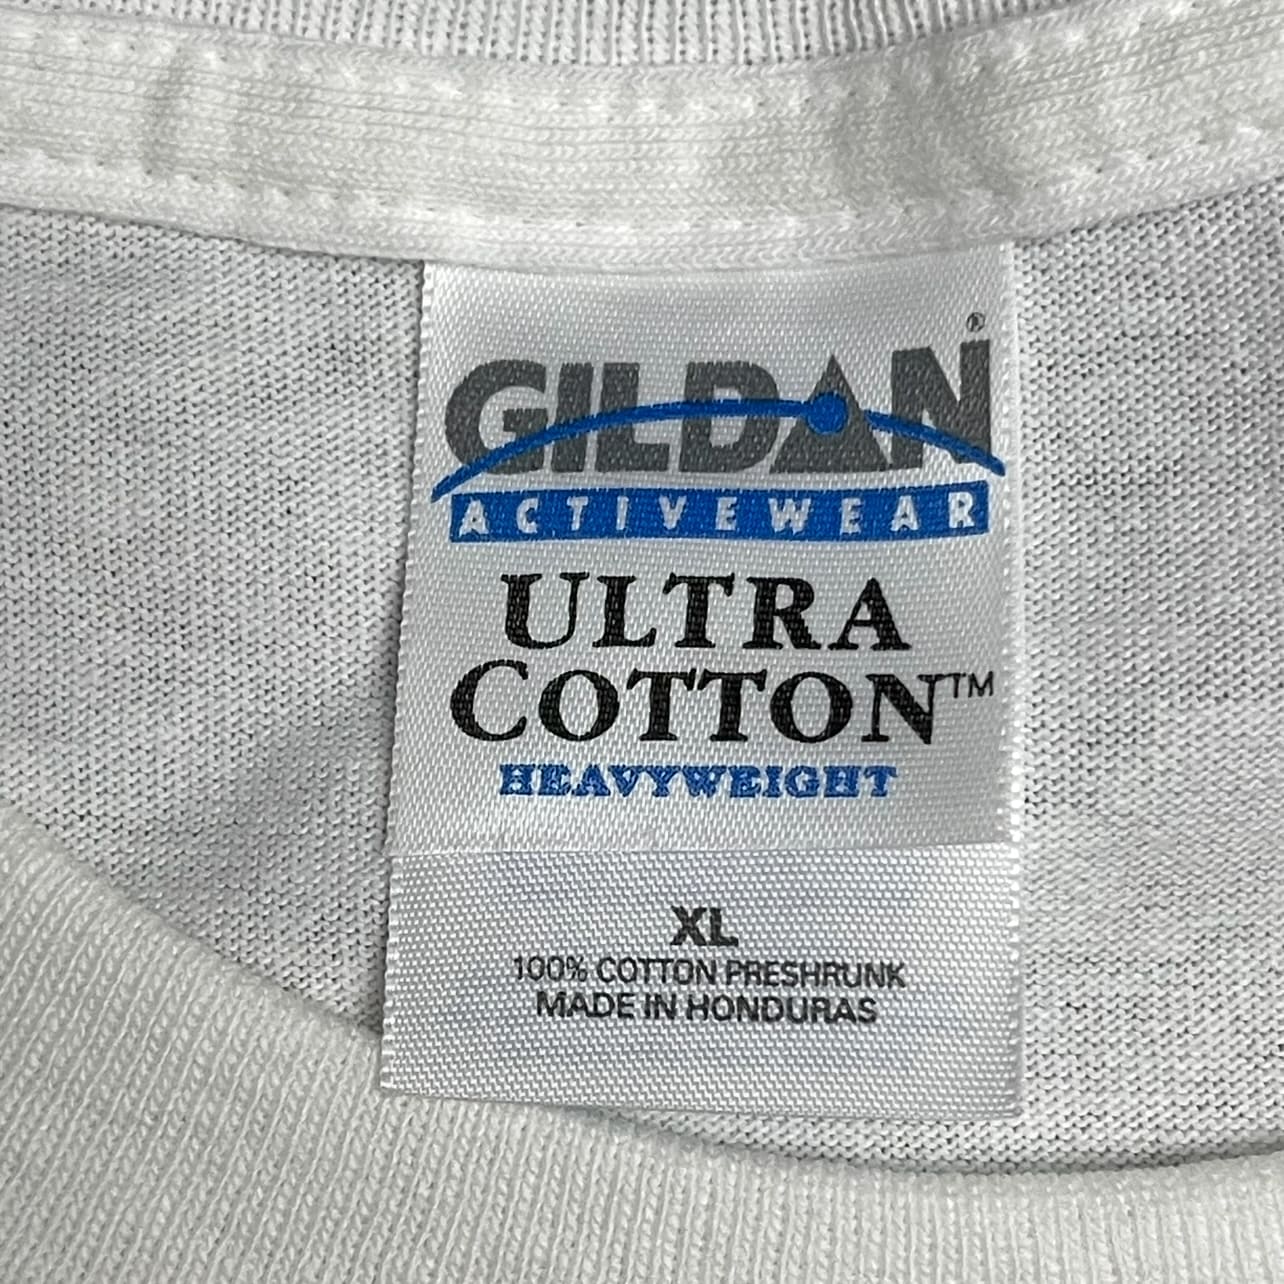 GILDAN®
ACTIVEWEAR
ULTRA
COTTON™
HEAVYWEIGHT
XL
100% COTTON PRESHRUNK
MADE IN HONDURAS